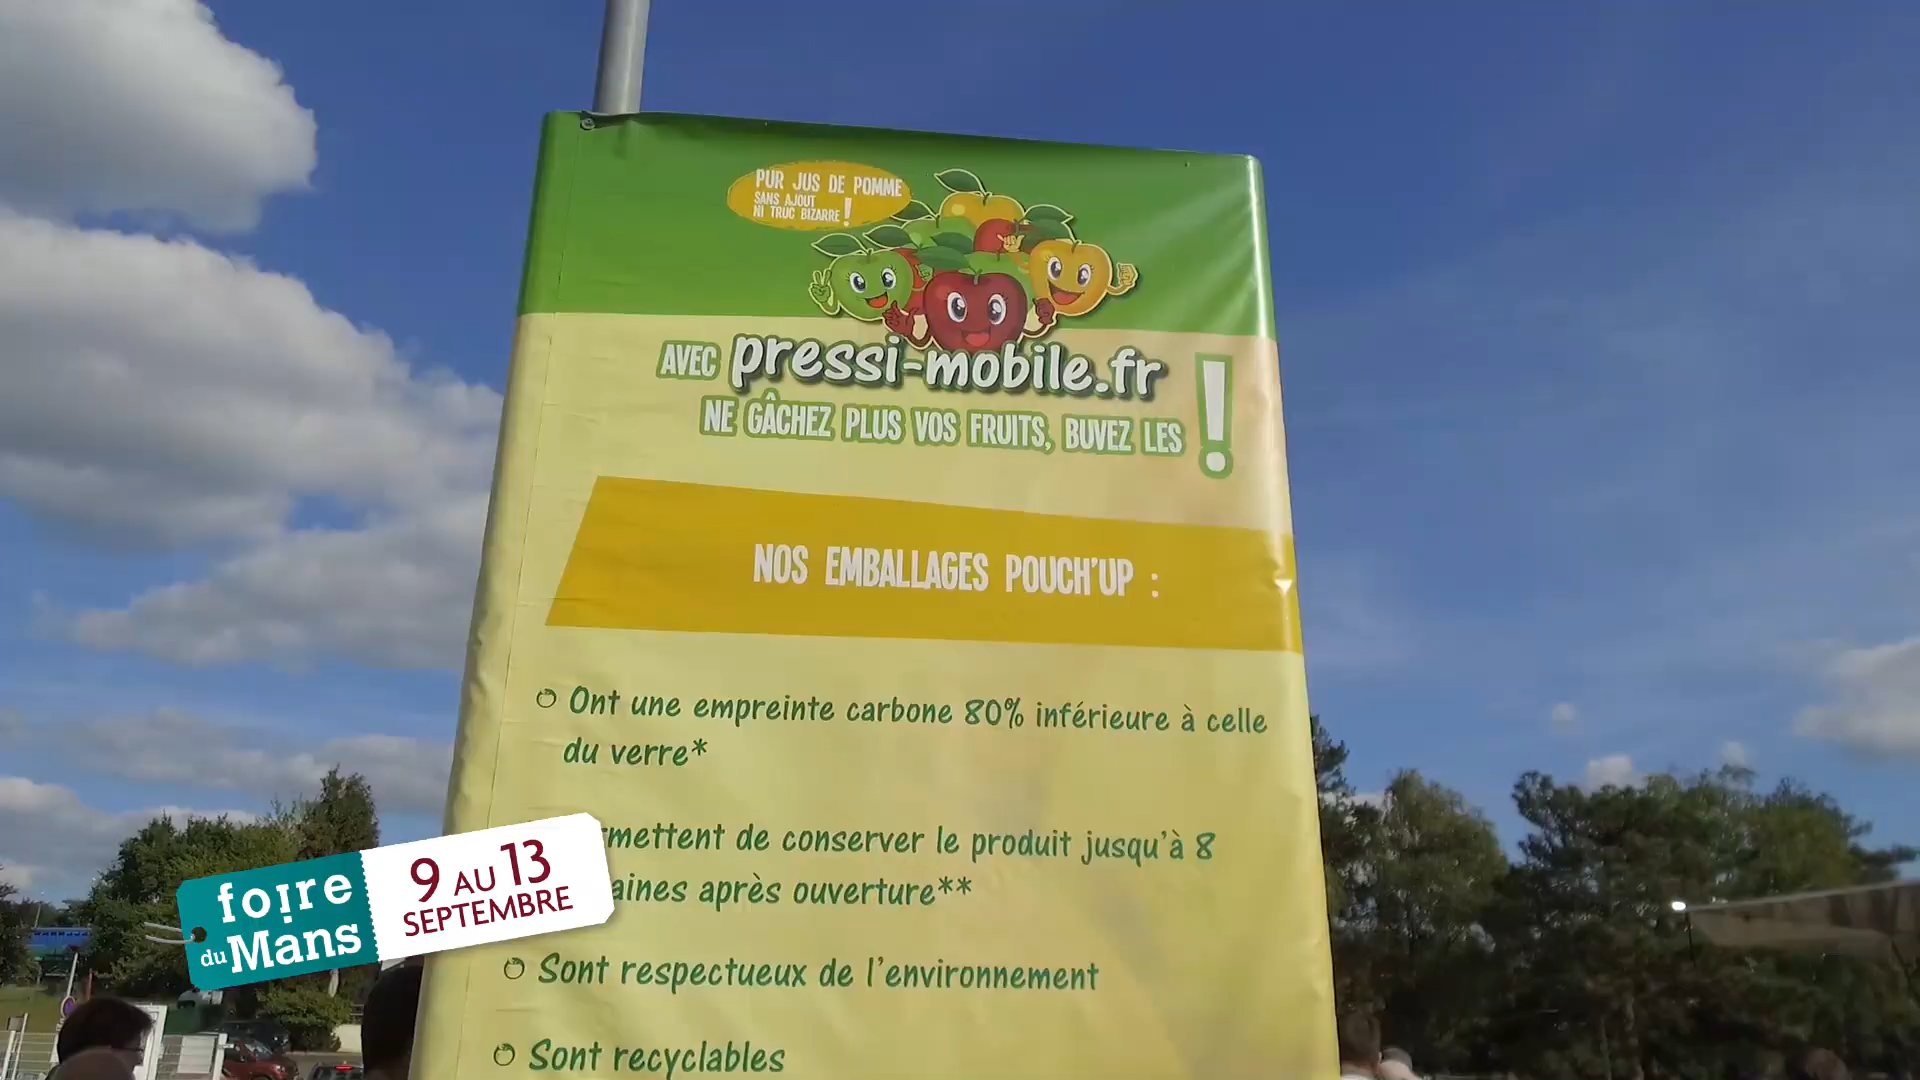 PUR JUS DE POMME
SANS AJOUT
NI TRUC BIZARRE !
AVEC pressi-mobile.fr !
NE GÂCHEZ PLUS VOS FRUITS, BUVEZ LES
NOS EMBALLAGES POUCH'UP :
Ont une empreinte carbone 80% inférieure à celle
du verre*
de conserver le produit jusqu'à 8
après ouverture**
Sont respectueux de l'environnement
Sont recyclables
foire
du Mans
9 AU 13
SEPTEMBRE